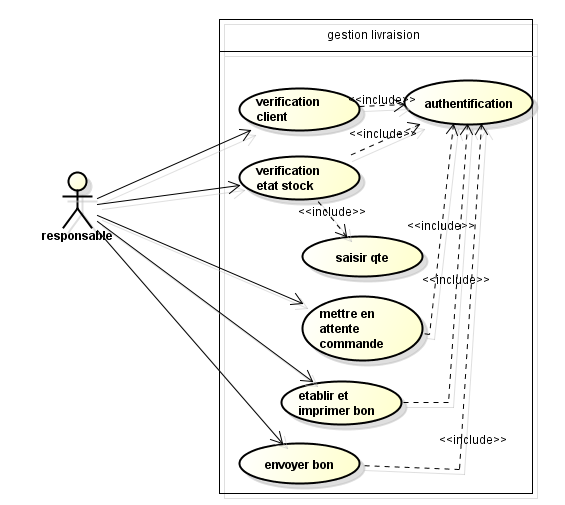 gestion livraision
verification
client
<<include>>
authentification
<<include>>
verification
etat stock
<<include>>
responsable
<<include>>
saisir qte
<<include>>
mettre en
attente
commande
etablir et
imprimer bon
<<include>>
envoyer bon